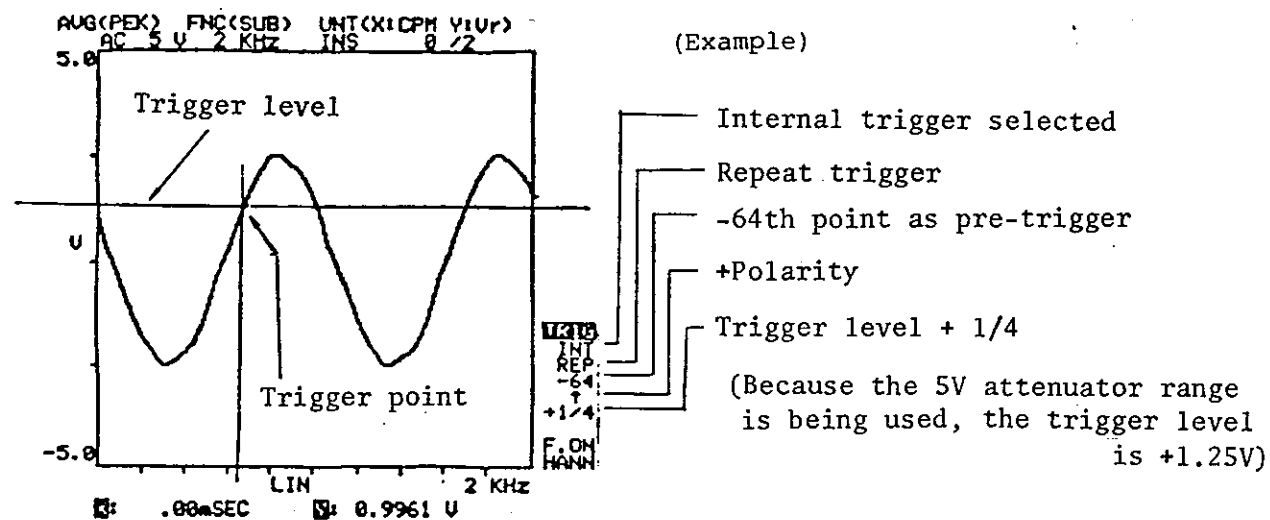 AVG(PEK) FNC(SUB) UNT(X:CPM Y:Vr)
AC 5 V 2 KHz INS 0 /2
(Example)
5.0
Trigger level
Internal trigger selected
Repeat trigger
-64th point as pre-trigger
V
+Polarity
TRIG
Trigger level + 1/4
INT
REP
-64
↑
+1/4
Trigger point
(Because the 5V attenuator range
is being used, the trigger level
is +1.25V)
F.ON
HANN
-5.0
LIN 2 KHz
X: .00mSEC Y: 0.9961 V